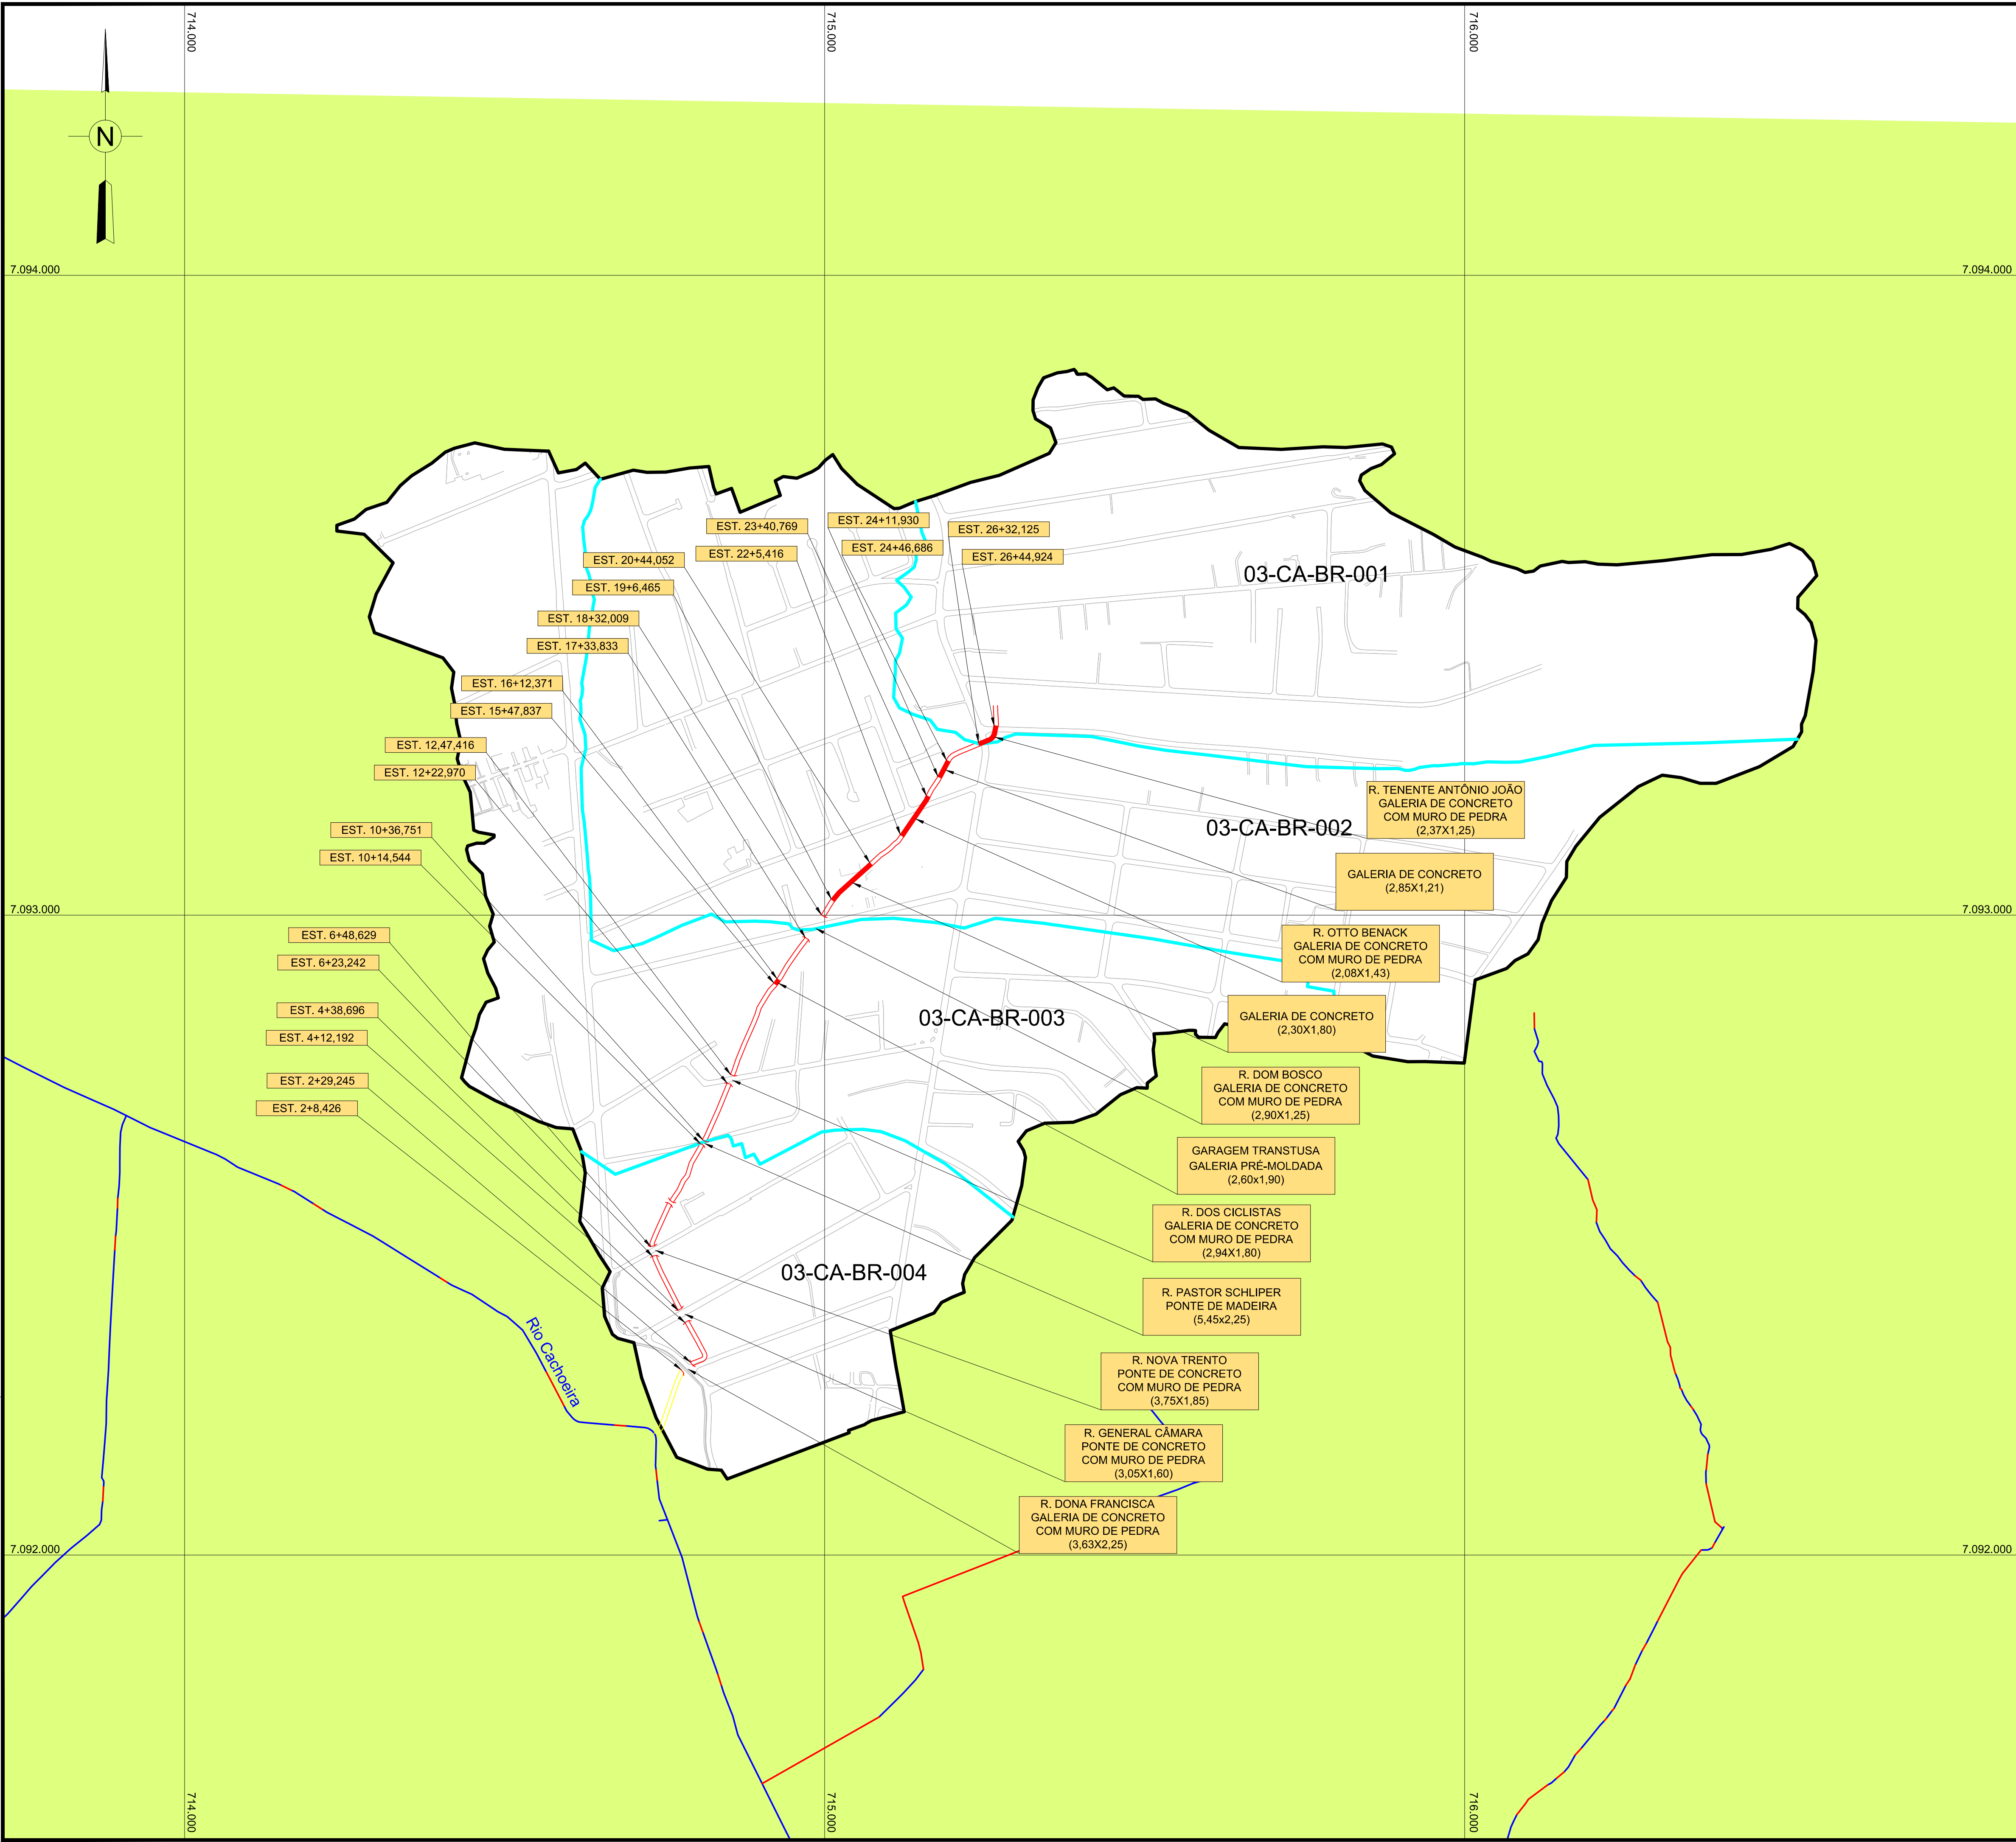 714.000
715.000
716.000
N
7.094.000
7.094.000
EST. 23+40,769
EST. 24+11,930
EST. 26+32,125
EST. 22+5,416
EST. 24+46,686
EST. 26+44,924
EST. 20+44,052
EST. 19+6,465
03-CA-BR-001
EST. 18+32,009
EST. 17+33,833
EST. 16+12,371
EST. 15+47,837
EST. 12,47,416
EST. 12+22,970
R. TENENTE ANTÔNIO JOÃO
GALERIA DE CONCRETO
COM MURO DE PEDRA
(2,37X1,25)
03-CA-BR-002
EST. 10+36,751
EST. 10+14,544
GALERIA DE CONCRETO
(2,85X1,21)
7.093.000
7.093.000
EST. 6+48,629
EST. 6+23,242
R. OTTO BENACK
GALERIA DE CONCRETO
COM MURO DE PEDRA
(2,08X1,43)
EST. 4+38,696
EST. 4+12,192
03-CA-BR-003
GALERIA DE CONCRETO
(2,30X1,80)
EST. 2+29,245
EST. 2+8,426
R. DOM BOSCO
GALERIA DE CONCRETO
COM MURO DE PEDRA
(2,90X1,25)
GARAGEM TRANSTUSA
GALERIA PRÉ-MOLDADA
(2,60x1,90)
R. DOS CICLISTAS
GALERIA DE CONCRETO
COM MURO DE PEDRA
(2,94X1,80)
03-CA-BR-004
R. PASTOR SCHLIPER
PONTE DE MADEIRA
(5,45x2,25)
Rio Cachoeira
R. NOVA TRENTO
PONTE DE CONCRETO
COM MURO DE PEDRA
(3,75X1,85)
R. GENERAL CÂMARA
PONTE DE CONCRETO
COM MURO DE PEDRA
(3,05X1,60)
R. DONA FRANCISCA
GALERIA DE CONCRETO
COM MURO DE PEDRA
(3,63X2,25)
7.092.000
7.092.000
714.000
715.000
716.000